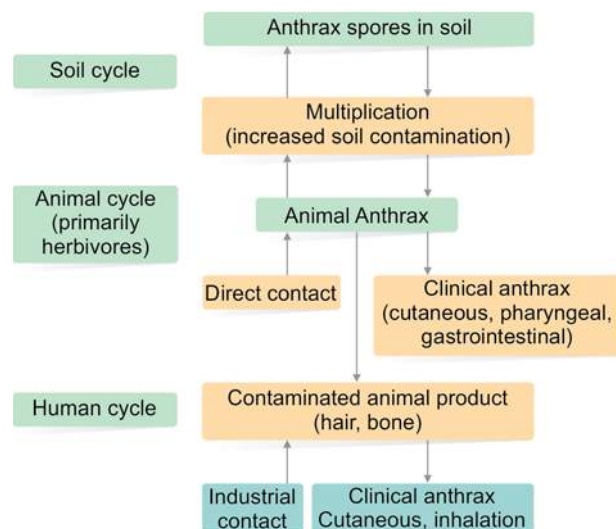 Anthrax spores in soil
Soil cycle
Multiplication
(increased soil contamination)
Animal cycle
(primarily
herbivores)
Animal Anthrax
Direct contact
Clinical anthrax
(cutaneous, pharyngeal,
gastrointestinal)
Human cycle
Contaminated animal product
(hair, bone)
Industrial
contact
Clinical anthrax
Cutaneous, inhalation